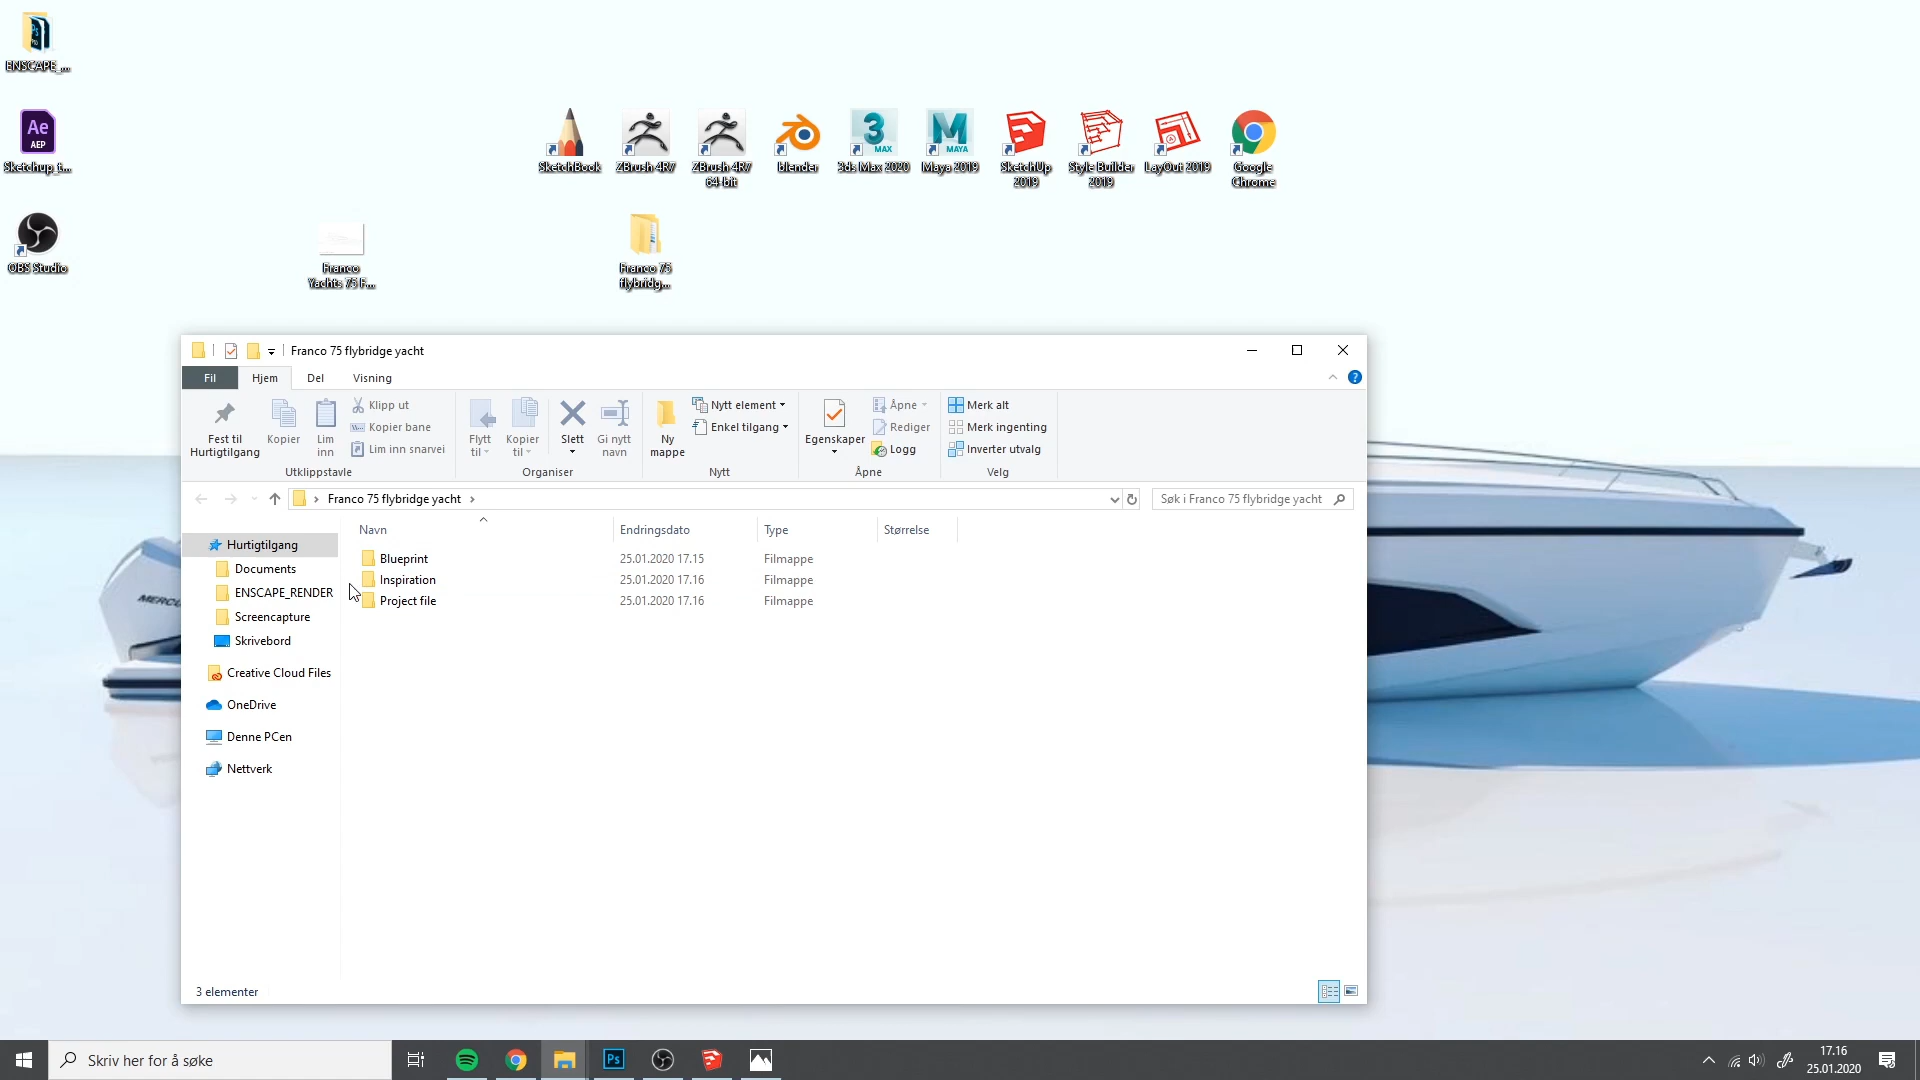 ENSCAPE_...
Ae
AEP
Sketchup_t...
OBS Studio
SketchBook
ZBrush 4R7
ZBrush 4R7
64-bit
blender
3
MAX
3ds Max 2020
M
MAYA
Maya 2019
SketchUp
2019
Style Builder
2019
LayOut 2019
Google
Chrome
Franco
Yachts 75 F...
Franco 75
flybridg...
Franco 75 flybridge yacht
Fil
Hjem
Del
Visning
Fest til
Hurtigtilgang
Kopier
Lim
inn
Klipp ut
Kopier bane
Lim inn snarvei
Utklippstavle
Flytt
til
Kopier
til
Slett
Gi nytt
navn
Organiser
Ny
mappe
Nytt element
Enkel tilgang
Nytt
Egenskaper
Åpne
Rediger
Logg
Åpne
Merk alt
Merk ingenting
Inverter utvalg
Velg
Franco 75 flybridge yacht
Søk i Franco 75 flybridge yacht
Navn Endringsdato Type Størrelse
Blueprint 25.01.2020 17.15 Filmappe
Inspiration 25.01.2020 17.16 Filmappe
Project file 25.01.2020 17.16 Filmappe
Hurtigtilgang
Documents
ENSCAPE_RENDER
Screencapture
Skrivebord
Creative Cloud Files
OneDrive
Denne PCen
Nettverk
3 elementer
Skriv her for å søke
Ps
17.16
25.01.2020